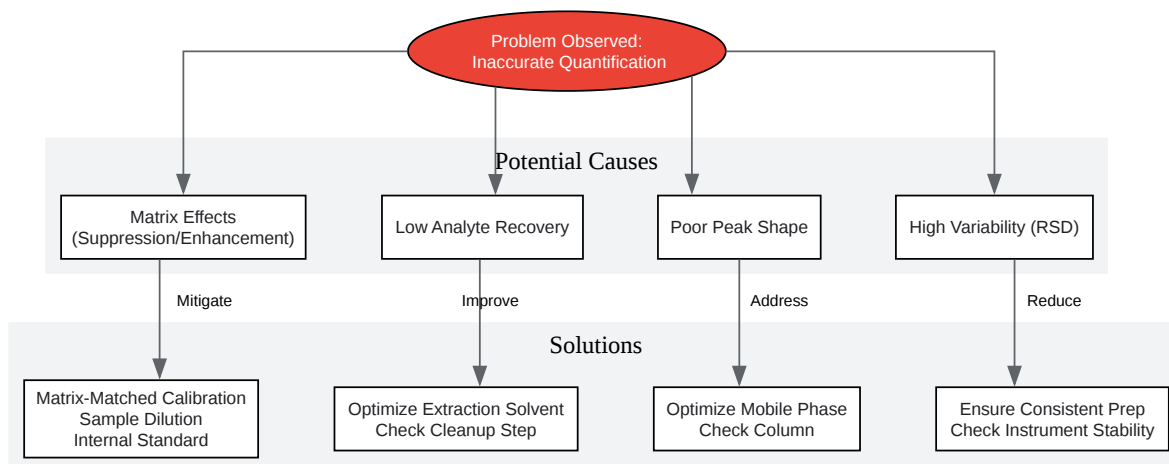 Problem Observed:
Inaccurate Quantification
Potential Causes
Matrix Effects
(Suppression/Enhancement)
Low Analyte Recovery
Poor Peak Shape
High Variability (RSD)
Mitigate
Improve
Address
Reduce
Solutions
Matrix-Matched Calibration
Sample Dilution
Internal Standard
Optimize Extraction Solvent
Check Cleanup Step
Optimize Mobile Phase
Check Column
Ensure Consistent Prep
Check Instrument Stability